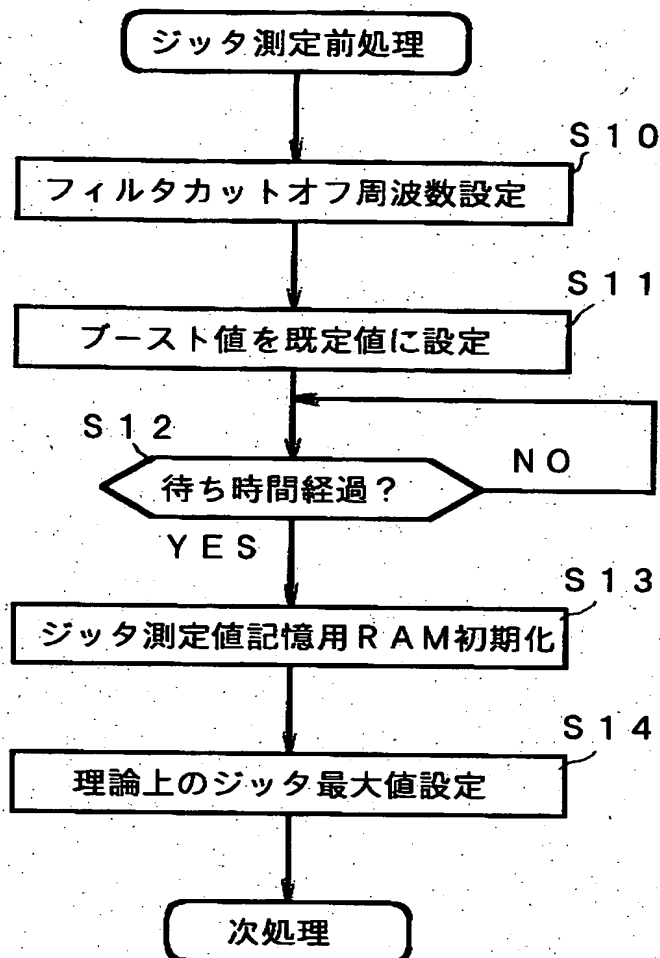 ジッタ測定前処理
S10
フィルタカットオフ周波数設定
S11
ブースト値を既定値に設定
S12
待ち時間経過？
NO
YES
S13
ジッタ測定値記憶用RAM初期化
S14
理論上のジッタ最大値設定
次処理